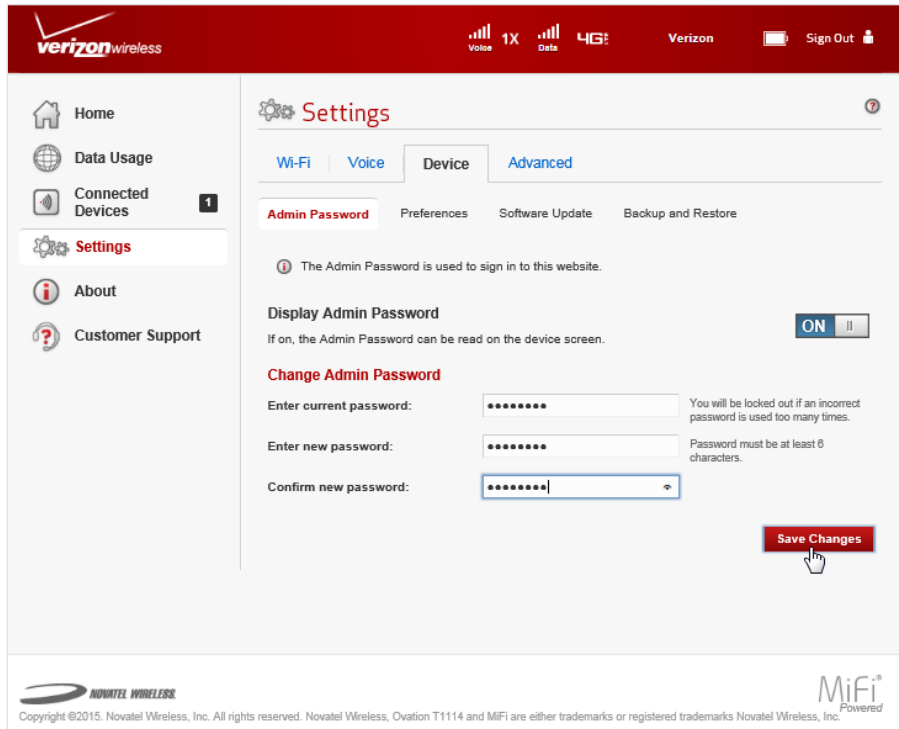 verizonwireless
Voice 1X Data 4G LTE Verizon Sign Out
Home
Data Usage
Connected
Devices
1
Settings
About
Customer Support
Settings
?
Wi-Fi Voice Device Advanced
Admin Password Preferences Software Update Backup and Restore
i The Admin Password is used to sign in to this website.
Display Admin Password
If on, the Admin Password can be read on the device screen.
ON
Change Admin Password
Enter current password: ●●●●●●●●
You will be locked out if an incorrect
password is used too many times.
Enter new password: ●●●●●●●●
Password must be at least 6
characters.
Confirm new password: ●●●●●●●●
Save Changes
NOVATEL WIRELESS.
MiFi®
Powered
Copyright ©2015. Novatel Wireless, Inc. All rights reserved. Novatel Wireless, Ovation T1114 and MiFi are either trademarks or registered trademarks Novatel Wireless, Inc.